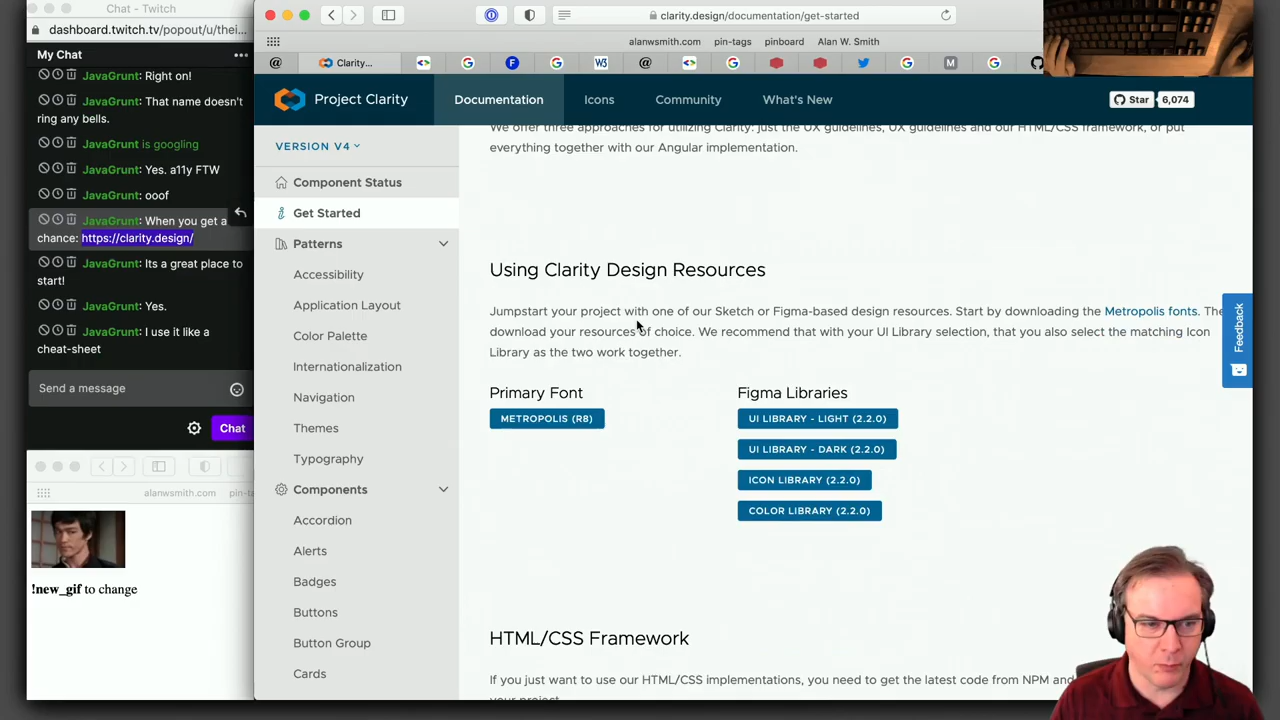 Chat - Twitch
dashboard.twitch.tv/popout/u/thei
My Chat
JavaGrunt: Right on!
JavaGrunt: That name doesn't
ring any bells.
JavaGrunt is googling
JavaGrunt: Yes. a11y FTW
JavaGrunt: ooof
JavaGrunt: When you get a
chance: https://clarity.design/
JavaGrunt: Its a great place to
start!
JavaGrunt: Yes.
JavaGrunt: I use it like a
cheat-sheet
Send a message
Chat
alanwsmith.com pin-ta
!new_gif to change
clarity.design/documentation/get-started
alanwsmith.com pin-tags pinboard Alan W. Smith
Clarity...
Project Clarity
Documentation
Icons
Community
What's New
Star 6,074
VERSION V4
Component Status
Get Started
Patterns
Accessibility
Application Layout
Color Palette
Internationalization
Navigation
Themes
Typography
Components
Accordion
Alerts
Badges
Buttons
Button Group
Cards
We offer three approaches for utilizing Clarity: just the UX guidelines, UX guidelines and our HTML/CSS framework, or put
everything together with our Angular implementation.
Using Clarity Design Resources
Jumpstart your project with one of our Sketch or Figma-based design resources. Start by downloading the Metropolis fonts. The
download your resources of choice. We recommend that with your UI Library selection, that you also select the matching Icon
Library as the two work together.
Primary Font
METROPOLIS (R8)
Figma Libraries
UI LIBRARY - LIGHT (2.2.0)
UI LIBRARY - DARK (2.2.0)
ICON LIBRARY (2.2.0)
COLOR LIBRARY (2.2.0)
HTML/CSS Framework
If you just want to use our HTML/CSS implementations, you need to get the latest code from NPM and
your project.
Feedback